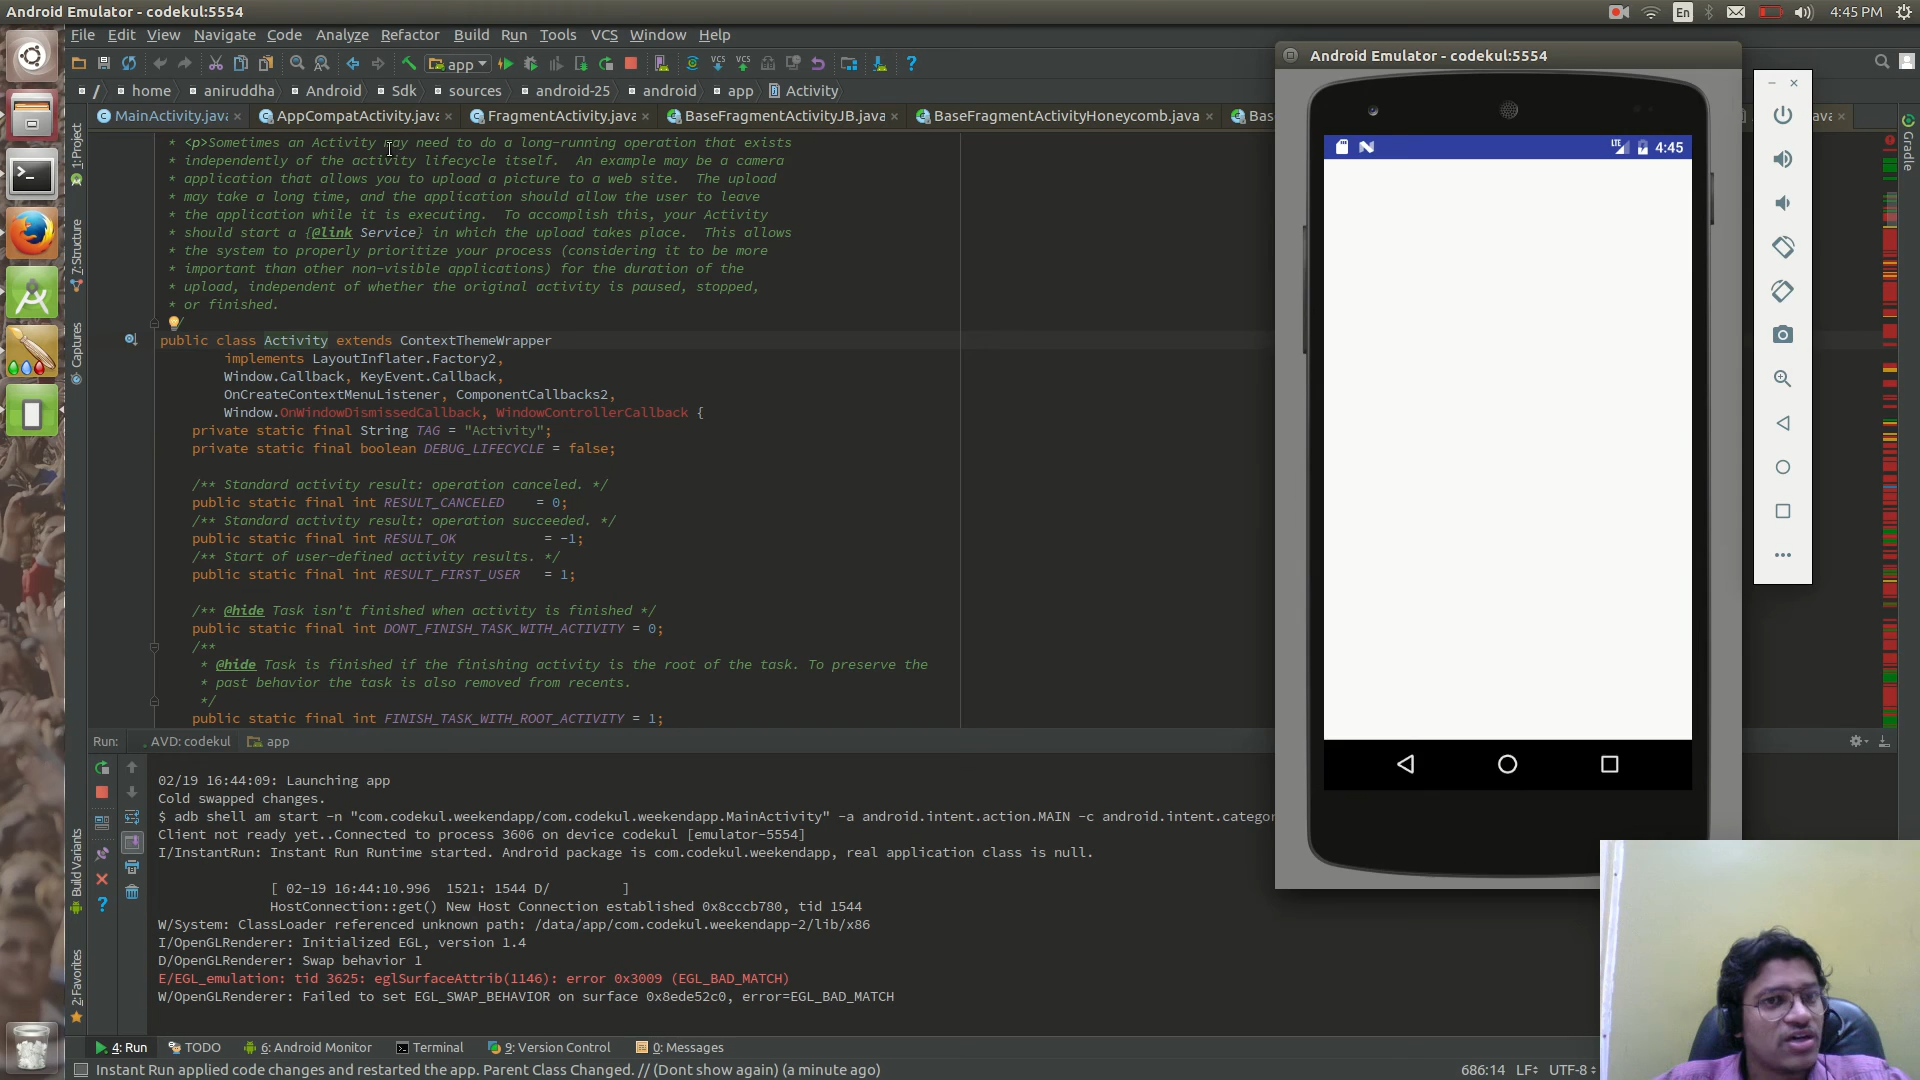 Android Emulator - codekul:5554
En
4:45 PM
File Edit View Navigate Code Analyze Refactor Build Run Tools VCS Window Help
app
VCS VCS
/ home aniruddha Android Sdk sources android-25 android app Activity
MainActivity.java AppCompatActivity.java FragmentActivity.java BaseFragmentActivityJB.java BaseFragmentActivityHoneycomb.java Bas
ava
* <p>Sometimes an Activity may need to do a long-running operation that exists
* independently of the activity lifecycle itself.  An example may be a camera
* application that allows you to upload a picture to a web site.  The upload
* may take a long time, and the application should allow the user to leave
* the application while it is executing.  To accomplish this, your Activity
* should start a {@link Service} in which the upload takes place.  This allows
* the system to properly prioritize your process (considering it to be more
* important than other non-visible applications) for the duration of the
* upload, independent of whether the original activity is paused, stopped,
* or finished.
*/
public class Activity extends ContextThemeWrapper
implements LayoutInflater.Factory2,
Window.Callback, KeyEvent.Callback,
OnCreateContextMenuListener, ComponentCallbacks2,
Window.OnWindowDismissedCallback, WindowControllerCallback {
private static final String TAG = "Activity";
private static final boolean DEBUG_LIFECYCLE = false;
/** Standard activity result: operation canceled. */
public static final int RESULT_CANCELED    = 0;
/** Standard activity result: operation succeeded. */
public static final int RESULT_OK           = -1;
/** Start of user-defined activity results. */
public static final int RESULT_FIRST_USER   = 1;
/** @hide Task isn't finished when activity is finished */
public static final int DONT_FINISH_TASK_WITH_ACTIVITY = 0;
/**
* @hide Task is finished if the finishing activity is the root of the task. To preserve the
* past behavior the task is also removed from recents.
*/
public static final int FINISH_TASK_WITH_ROOT_ACTIVITY = 1;
1: Project
7: Structure
Captures
Build Variants
2: Favorites
Gradle
Android Emulator - codekul:5554
LTE 4:45
Run: AVD: codekul app
02/19 16:44:09: Launching app
Cold swapped changes.
$ adb shell am start -n "com.codekul.weekendapp/com.codekul.weekendapp.MainActivity" -a android.intent.action.MAIN -c android.intent.categor
Client not ready yet..Connected to process 3606 on device codekul [emulator-5554]
I/InstantRun: Instant Run Runtime started. Android package is com.codekul.weekendapp, real application class is null.
[ 02-19 16:44:10.996  1521: 1544 D/         ]
HostConnection::get() New Host Connection established 0x8cccb780, tid 1544
W/System: ClassLoader referenced unknown path: /data/app/com.codekul.weekendapp-2/lib/x86
I/OpenGLRenderer: Initialized EGL, version 1.4
D/OpenGLRenderer: Swap behavior 1
E/EGL_emulation: tid 3625: eglSurfaceAttrib(1146): error 0x3009 (EGL_BAD_MATCH)
W/OpenGLRenderer: Failed to set EGL_SWAP_BEHAVIOR on surface 0x8ede52c0, error=EGL_BAD_MATCH
4: Run TODO 6: Android Monitor Terminal 9: Version Control 0: Messages
Instant Run applied code changes and restarted the app. Parent Class Changed. // (Dont show again) (a minute ago)
686:14 LF÷ UTF-8÷